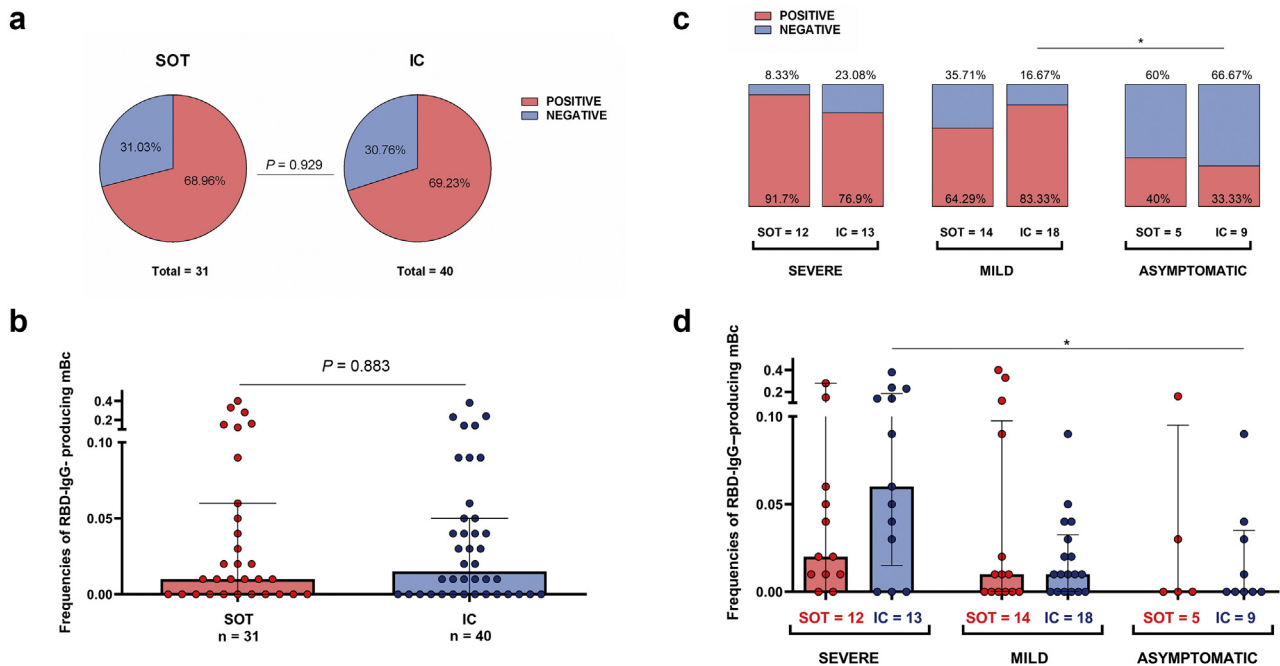 a
SOT
IC
31.03%
68.96%
P = 0.929
30.76%
69.23%
POSITIVE
NEGATIVE
Total = 31
Total = 40
c
POSITIVE
NEGATIVE
*
8.33%
23.08%
35.71%
16.67%
60%
66.67%
91.7%
76.9%
64.29%
83.33%
40%
33.33%
SOT = 12
IC = 13
SOT = 14
IC = 18
SOT = 5
IC = 9
SEVERE
MILD
ASYMPTOMATIC
b
Frequencies of RBD-IgG- producing mBc
P = 0.883
0.4
0.2
0.10
0.05
0.00
SOT
n = 31
IC
n = 40
d
Frequencies of RBD-IgG–producing mBc
*
0.4
0.2
0.10
0.05
0.00
SOT = 12
IC = 13
SOT = 14
IC = 18
SOT = 5
IC = 9
SEVERE
MILD
ASYMPTOMATIC